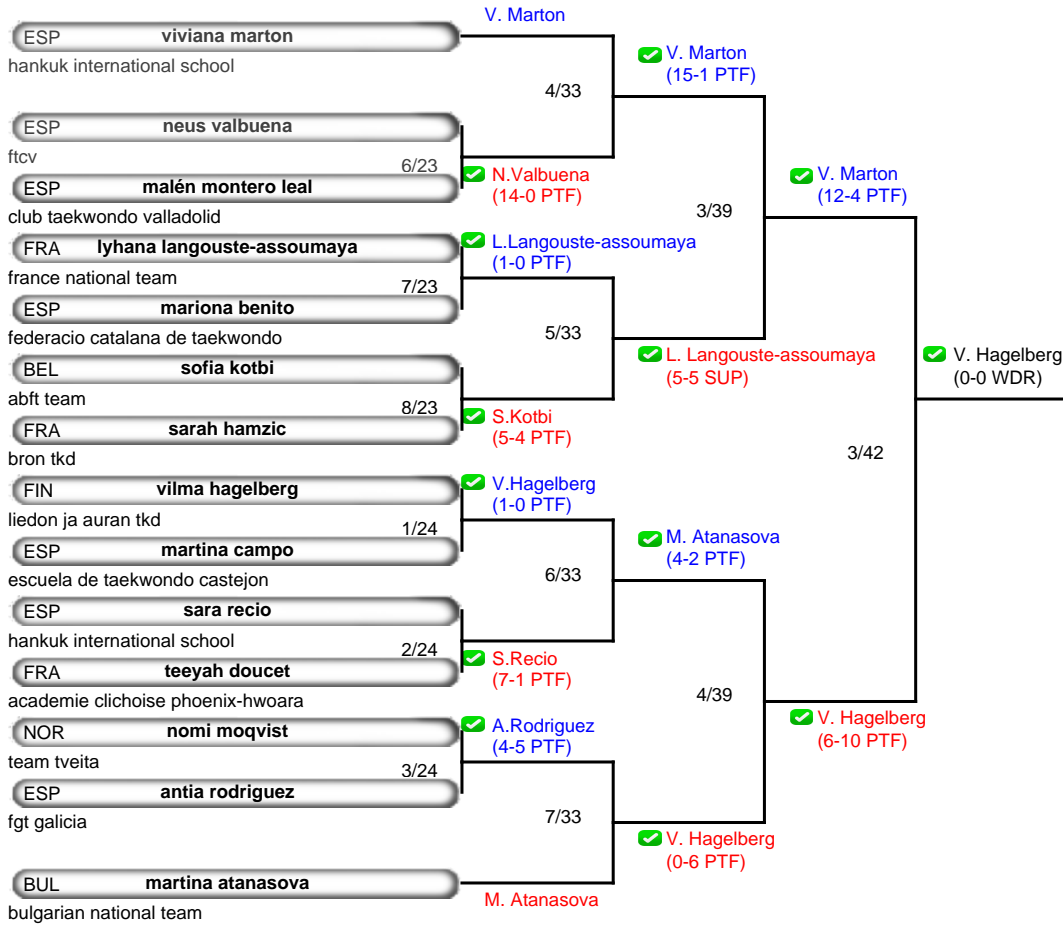 V. Marton
ESP viviana marton
hankuk international school
V. Marton
(15-1 PTF)
4/33
ESP neus valbuena
ftcv
6/23
N.Valbuena
(14-0 PTF)
ESP malén montero leal
club taekwondo valladolid
V. Marton
(12-4 PTF)
3/39
FRA lyhana langouste-assoumaya
france national team
L.Langouste-assoumaya
(1-0 PTF)
7/23
ESP mariona benito
federacio catalana de taekwondo
5/33
L. Langouste-assoumaya
(5-5 SUP)
BEL sofia kotbi
abft team
8/23
S.Kotbi
(5-4 PTF)
FRA sarah hamzic
bron tkd
V. Hagelberg
(0-0 WDR)
3/42
FIN vilma hagelberg
liedon ja auran tkd
V.Hagelberg
(1-0 PTF)
1/24
ESP martina campo
escuela de taekwondo castejon
M. Atanasova
(4-2 PTF)
6/33
ESP sara recio
hankuk international school
2/24
S.Recio
(7-1 PTF)
FRA teeyah doucet
academie clichoise phoenix-hwoara
4/39
V. Hagelberg
(6-10 PTF)
NOR nomi moqvist
team tveita
A.Rodriguez
(4-5 PTF)
3/24
ESP antia rodriguez
fgt galicia
7/33
V. Hagelberg
(0-6 PTF)
BUL martina atanasova
bulgarian national team
M. Atanasova